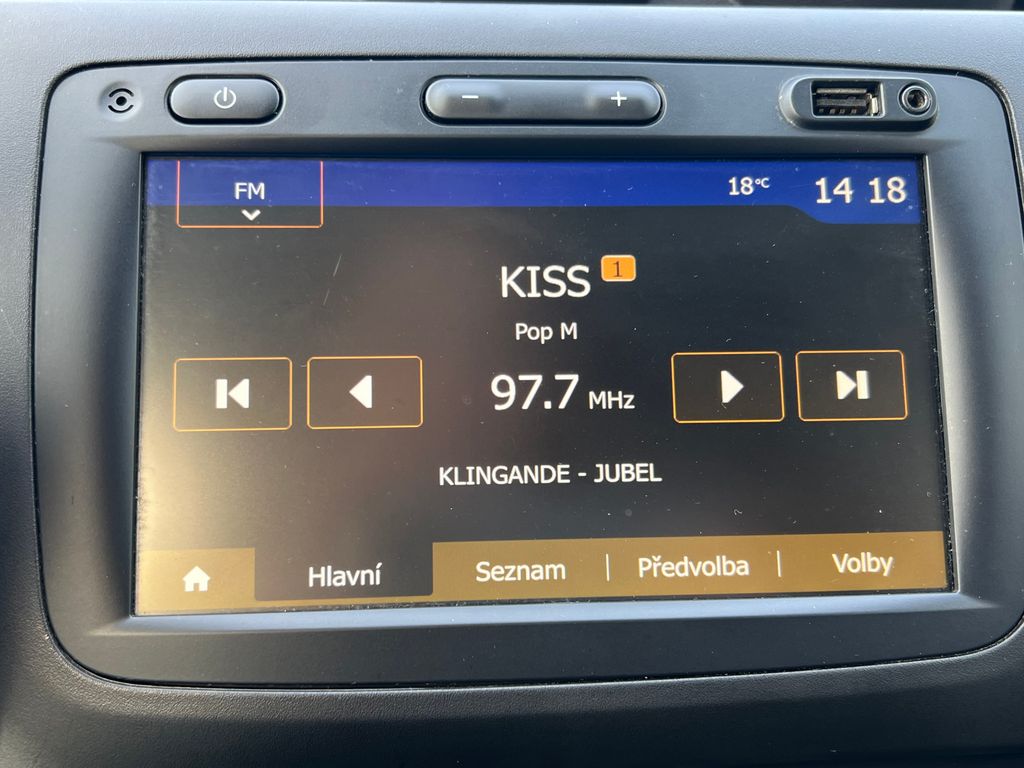 FM
18°C
14 18
KISS 1
Pop M
97.7 MHz
KLINGANDE - JUBEL
Hlavní
Seznam
Předvolba
Volby